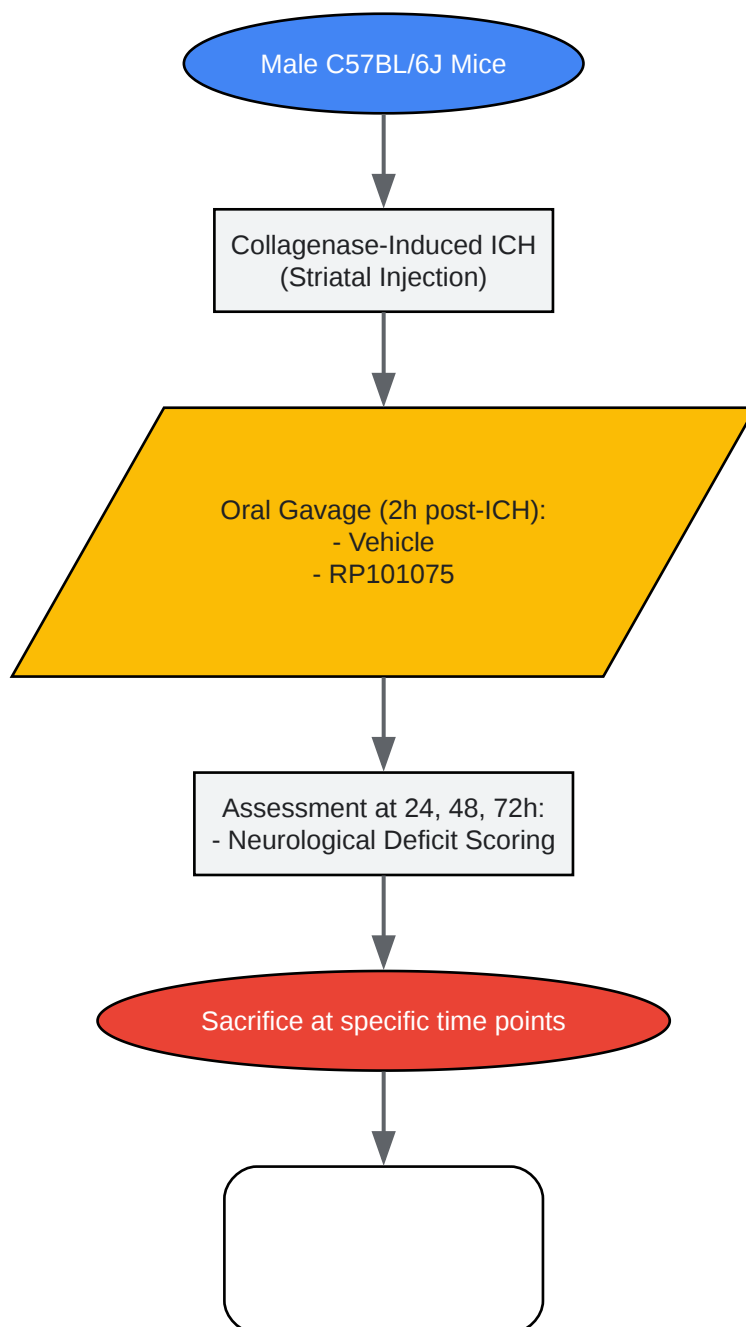 Male C57BL/6J Mice
Collagenase-Induced ICH
(Striatal Injection)
Oral Gavage (2h post-ICH):
- Vehicle
- RP101075
Assessment at 24, 48, 72h:
- Neurological Deficit Scoring
Sacrifice at specific time points